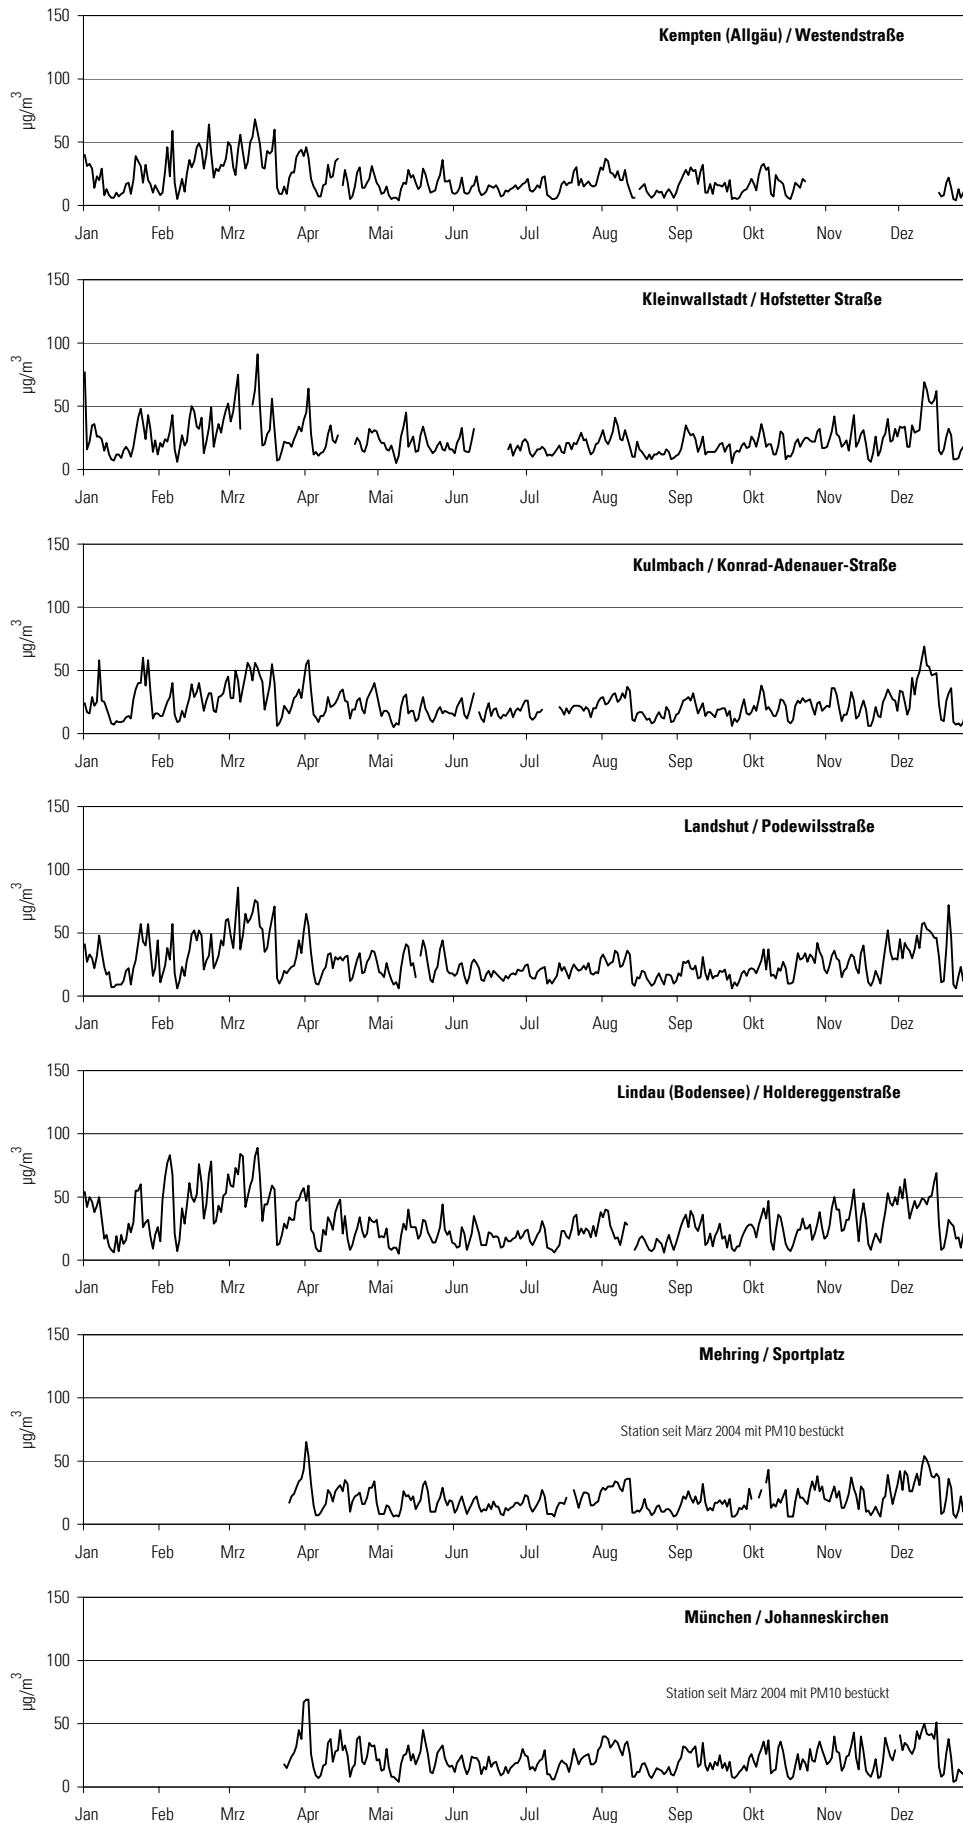 150
Kempten (Allgäu) / Westendstraße
100
µg/m³
50
0
Jan Feb Mrz Apr Mai Jun Jul Aug Sep Okt Nov Dez
150
Kleinwallstadt / Hofstetter Straße
100
µg/m³
50
0
Jan Feb Mrz Apr Mai Jun Jul Aug Sep Okt Nov Dez
150
Kulmbach / Konrad-Adenauer-Straße
100
µg/m³
50
0
Jan Feb Mrz Apr Mai Jun Jul Aug Sep Okt Nov Dez
150
Landshut / Podewilsstraße
100
µg/m³
50
0
Jan Feb Mrz Apr Mai Jun Jul Aug Sep Okt Nov Dez
150
Lindau (Bodensee) / Holdereggenstraße
100
µg/m³
50
0
Jan Feb Mrz Apr Mai Jun Jul Aug Sep Okt Nov Dez
150
Mehring / Sportplatz
100
Station seit März 2004 mit PM10 bestückt
µg/m³
50
0
Jan Feb Mrz Apr Mai Jun Jul Aug Sep Okt Nov Dez
150
München / Johanneskirchen
100
Station seit März 2004 mit PM10 bestückt
µg/m³
50
0
Jan Feb Mrz Apr Mai Jun Jul Aug Sep Okt Nov Dez